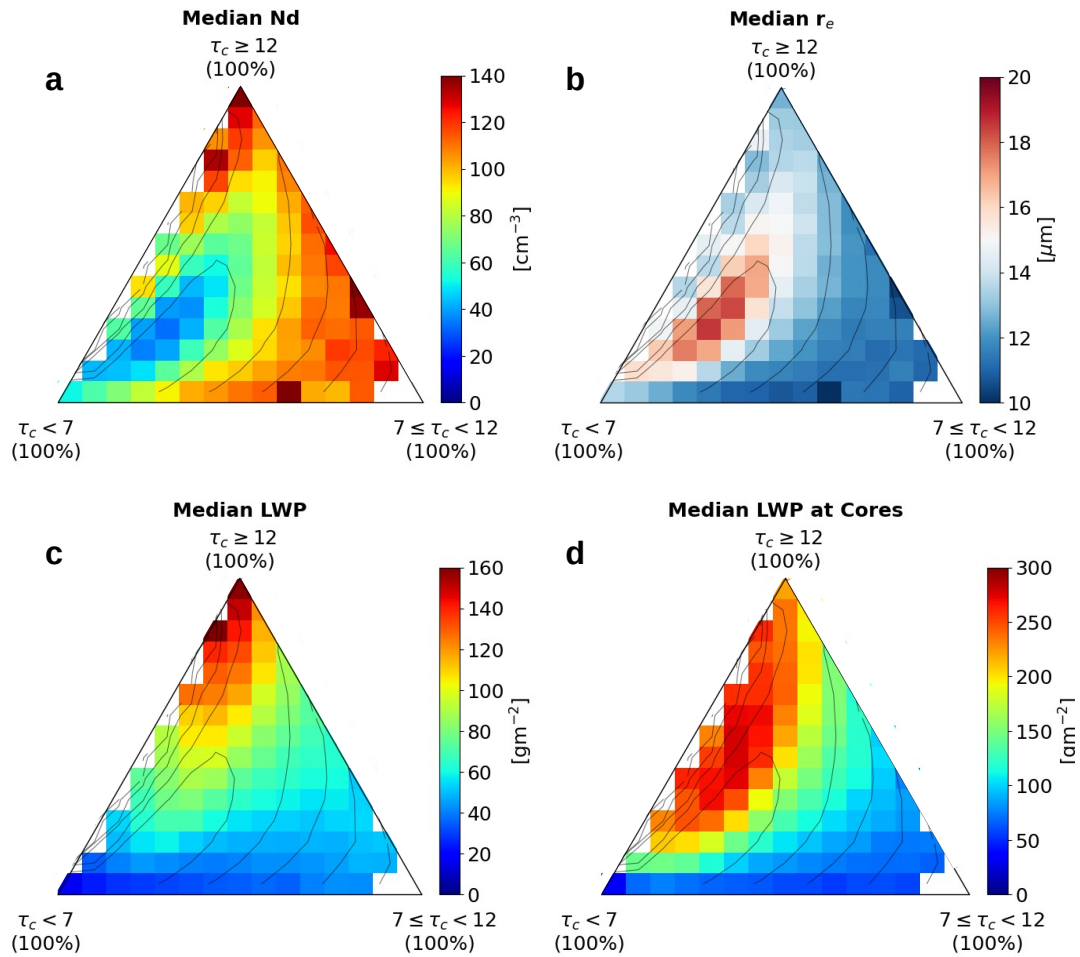 Median Nd
τc ≥ 12
(100%)
a
140
120
100
80
60
40
20
0
[cm⁻³]
τc < 7
(100%)
7 ≤ τc < 12
(100%)
Median re
τc ≥ 12
(100%)
b
20
18
16
14
12
10
[μm]
τc < 7
(100%)
7 ≤ τc < 12
(100%)
Median LWP
τc ≥ 12
(100%)
c
160
140
120
100
80
60
40
20
0
[gm⁻²]
τc < 7
(100%)
7 ≤ τc < 12
(100%)
Median LWP at Cores
τc ≥ 12
(100%)
d
300
250
200
150
100
50
0
[gm⁻²]
τc < 7
(100%)
7 ≤ τc < 12
(100%)